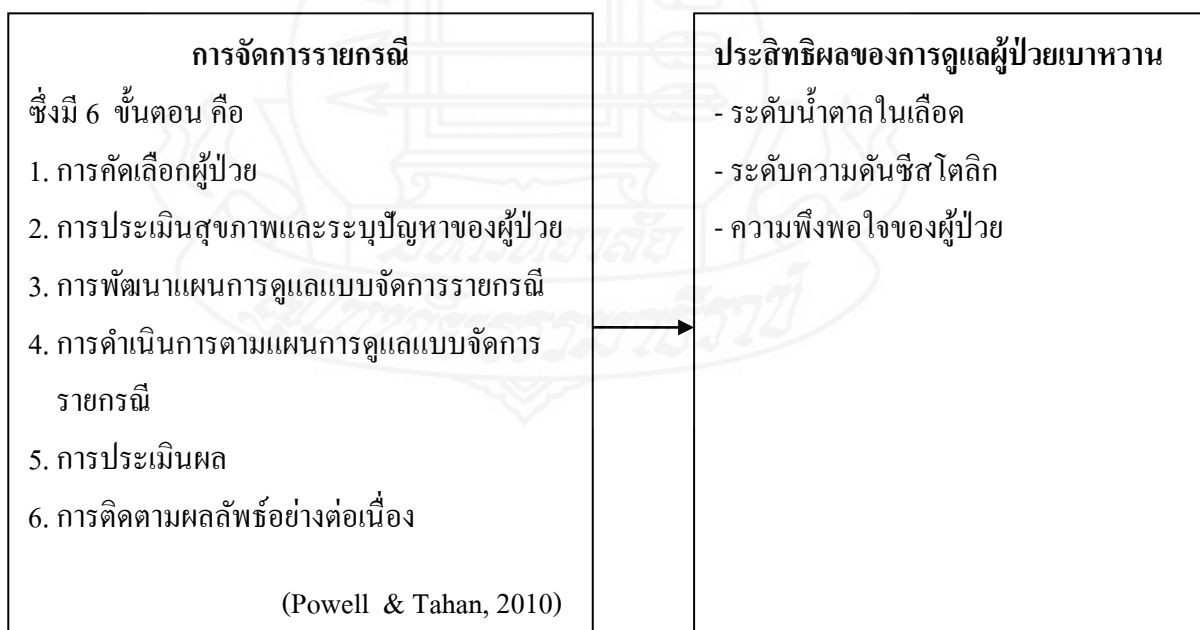 การจัดการรายกรณี
ซึ่งมี 6 ขั้นตอน คือ
1. การคัดเลือกผู้ป่วย
2. การประเมินสุขภาพและระบุปัญหาของผู้ป่วย
3. การพัฒนาแผนการดูแลแบบจัดการรายกรณี
4. การดำเนินการตามแผนการดูแลแบบจัดการ
รายกรณี
5. การประเมินผล
6. การติดตามผลลัพธ์อย่างต่อเนื่อง
(Powell & Tahan, 2010)
ประสิทธิผลของการดูแลผู้ป่วยเบาหวาน
- ระดับน้ำตาลในเลือด
- ระดับความดันซีสโตลิก
- ความพึงพอใจของผู้ป่วย